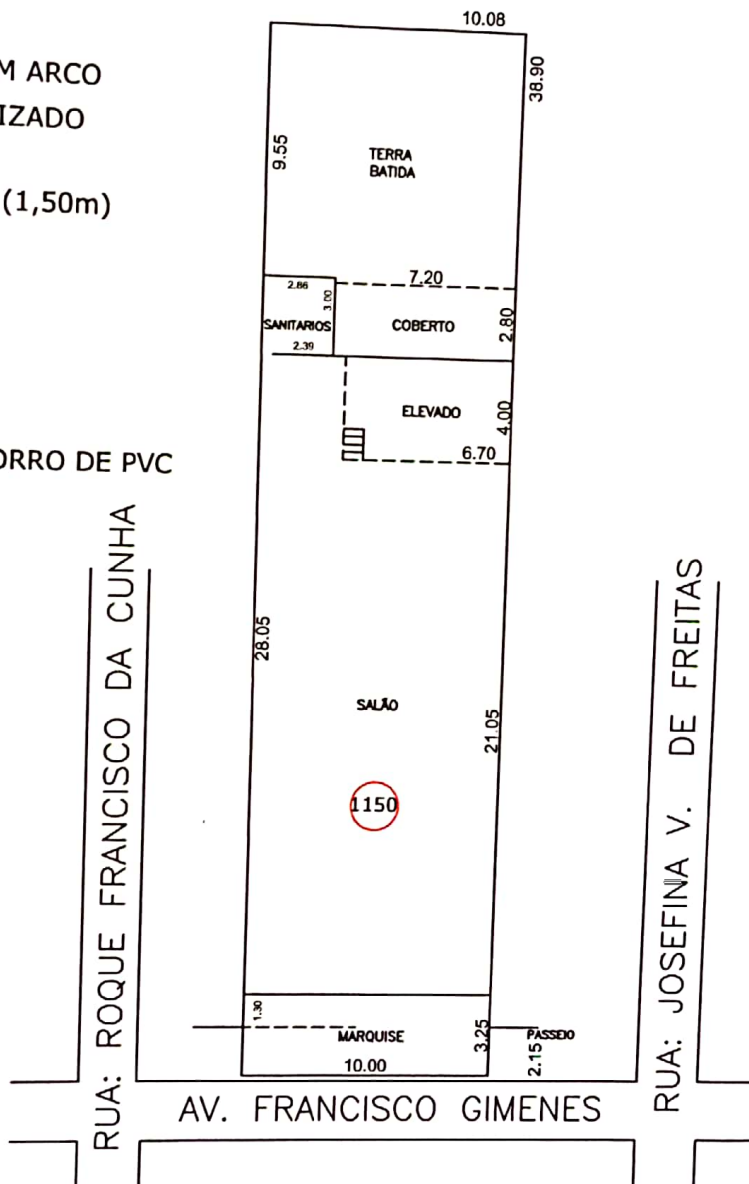 10.08
M ARCO
IZADO
38.90
9.55
TERRA
BATIDA
(1,50m)
7.20
2.86
3.00
SANITARIOS
COBERTO
2.80
2.39
ELEVADO
4.00
6.70
ORRO DE PVC
RUA: ROQUE FRANCISCO DA CUNHA
28.05
SALÃO
21.05
1150
RUA: JOSEFINA V. DE FREITAS
1.30
MARQUISE
3.25
PASSEIO
2.15
10.00
AV. FRANCISCO GIMENES